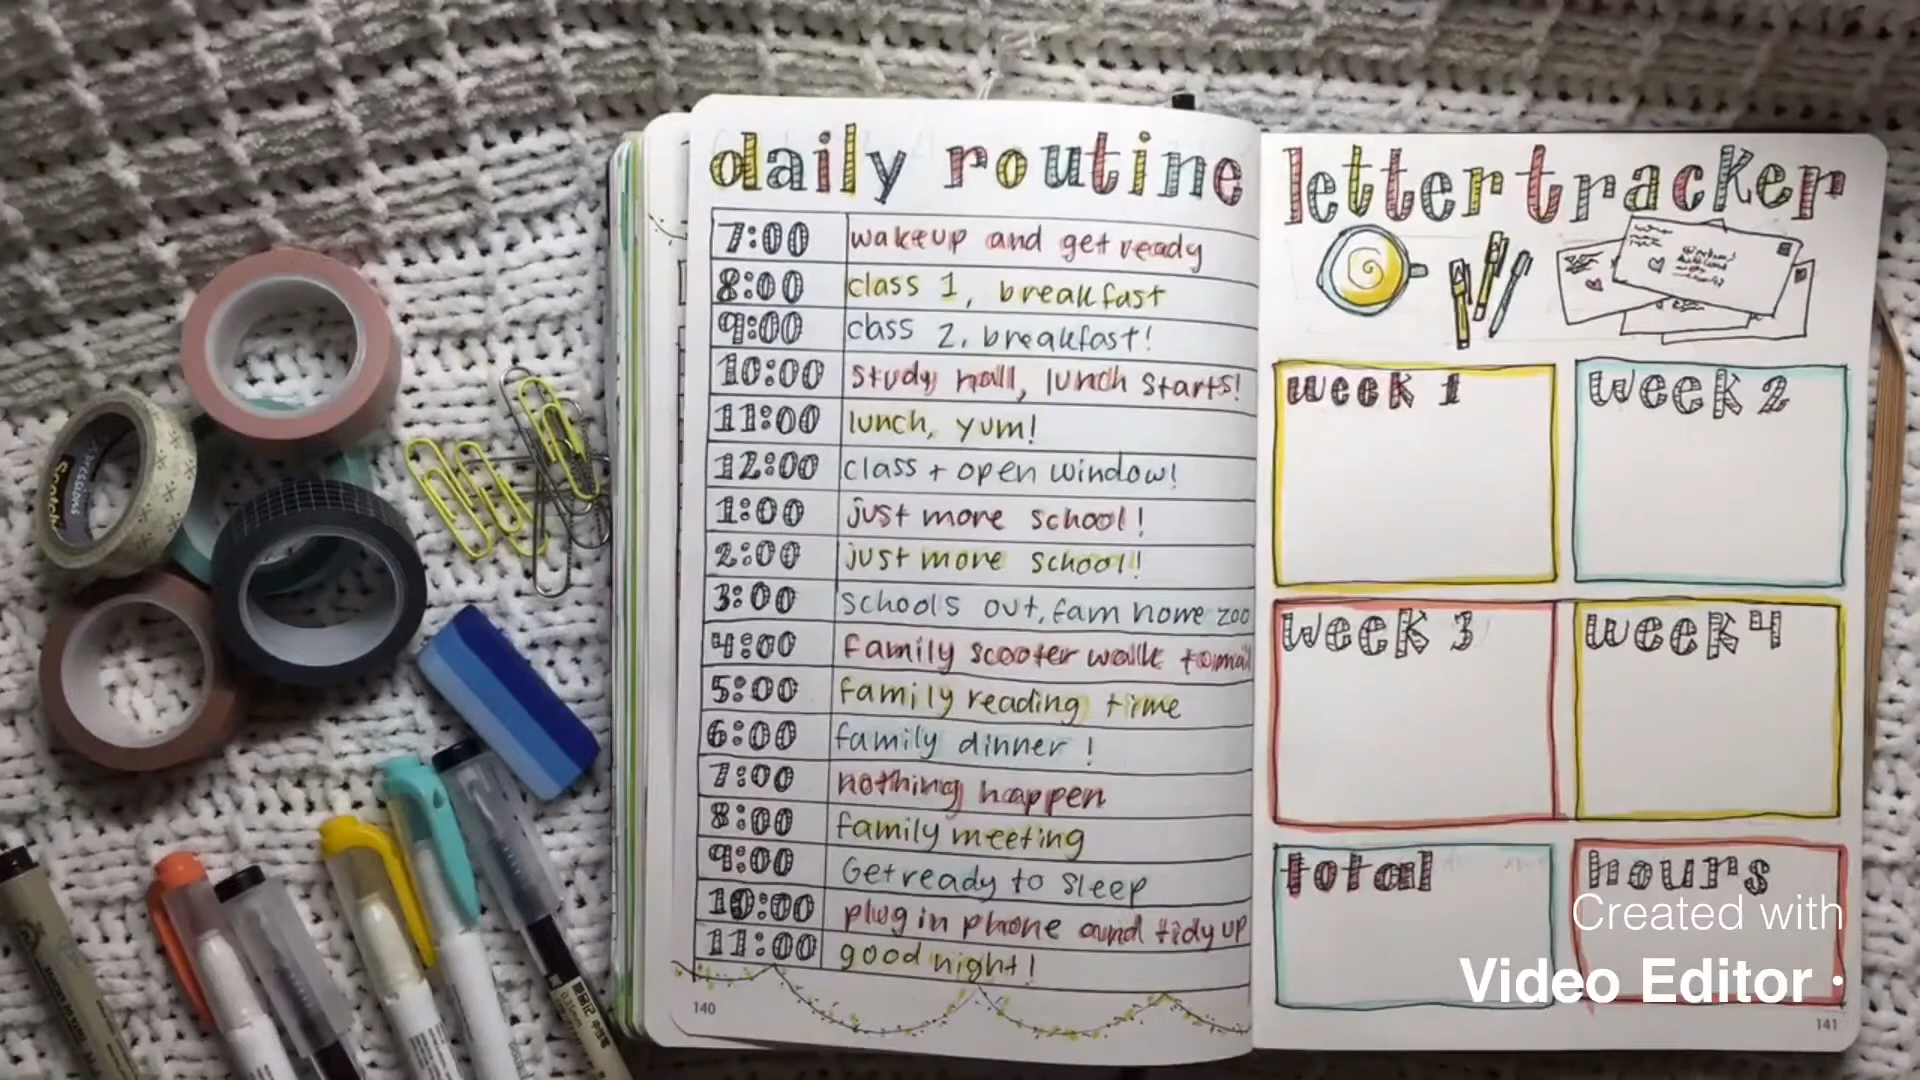 daily routine
7:00 wake up and get ready
8:00 class 1, breakfast
9:00 class 2, breakfast!
10:00 study hall, lunch starts!
11:00 lunch, yum!
12:00 class + open window!
1:00 just more school!
2:00 just more school!
3:00 schools out, fam home zoo
4:00 family scooter walk to mail
5:00 family reading time
6:00 family dinner!
7:00 nothing happen
8:00 family meeting
9:00 Get ready to sleep
10:00 plug in phone and tidy up
11:00 good night!
140
letter tracker
week 1
week 2
week 3
week 4
total
hours
141
Scotch
Created with
Video Editor